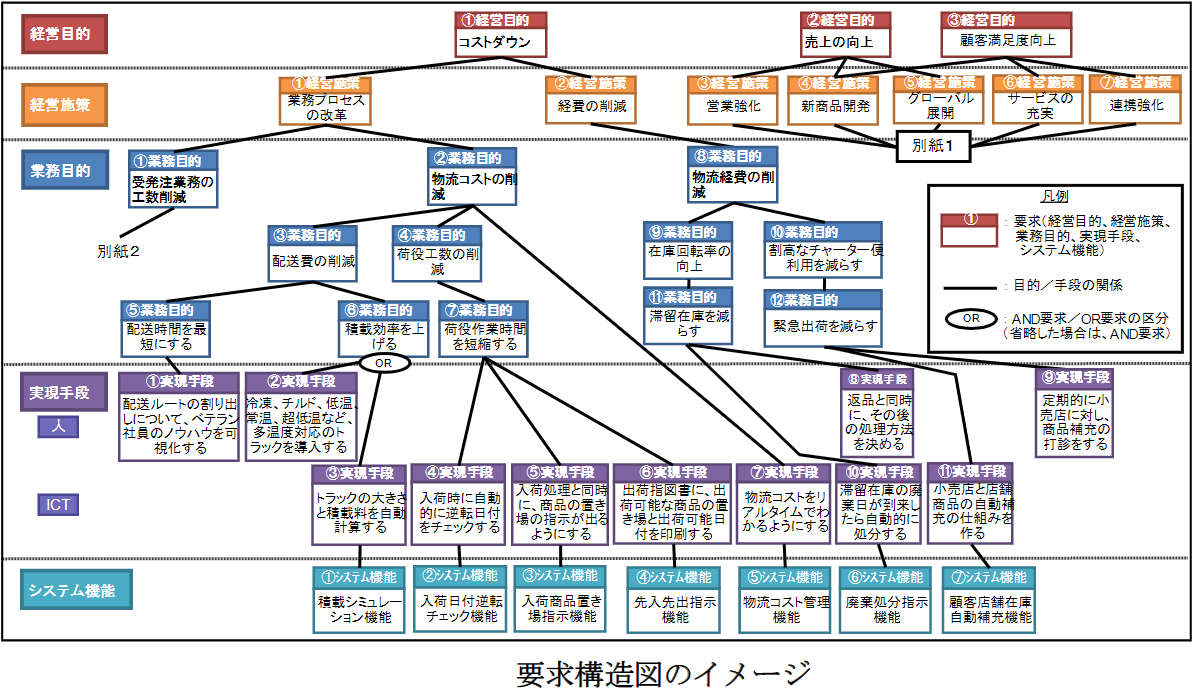 経営目的
①経営目的
コストダウン
②経営目的
売上の向上
③経営目的
顧客満足度向上
経営施策
①経営施策
業務プロセス
の改革
②経営施策
経費の削減
③経営施策
営業強化
④経営施策
新商品開発
⑤経営施策
グローバル
展開
⑥経営施策
サービスの
充実
⑦経営施策
連携強化
別紙1
業務目的
①業務目的
受発注業務の
工数削減
別紙2
②業務目的
物流コストの削
減
⑧業務目的
物流経費の削
減
③業務目的
配送費の削減
④業務目的
荷役工数の削
減
⑨業務目的
在庫回転率の
向上
⑩業務目的
割高なチャーター便
利用を減らす
⑤業務目的
配送時間を最
短にする
⑥業務目的
積載効率を上
げる
OR
⑦業務目的
荷役作業時間
を短縮する
⑪業務目的
滞留在庫を減
らす
⑫業務目的
緊急出荷を減らす
凡例
①
:要求(経営目的、経営施策、
業務目的、実現手段、
システム機能)
:目的/手段の関係
OR
:AND要求/OR要求の区分
(省略した場合は、AND要求)
実現手段
人
①実現手段
配送ルートの割り出
しについて、ベテラン
社員のノウハウを可
視化する
②実現手段
冷凍、チルド、低温、
常温、超低温など、
多温度対応のト
ラックを導入する
⑧実現手段
返品と同時
に、その後
の処理方法
を決める
⑨実現手段
定期的に小
売店に対し、
商品補充の
打診をする
ICT
③実現手段
トラックの大きさ
と積載料を自動
計算する
④実現手段
入荷時に自動
的に逆転日付
をチェックする
⑤実現手段
入荷処理と同時
に、商品の置き
場の指示が出る
ようにする
⑥実現手段
出荷指図書に、出
荷可能な商品の置
き場と出荷可能日
付を印刷する
⑦実現手段
物流コストをリ
アルタイムでわ
かるようにする
⑩実現手段
滞留在庫の廃
棄日が到来し
たら自動的に
処分する
⑪実現手段
小売店と店舗
商品の自動補
充の仕組みを
作る
システム機能
①システム機能
積載シミュレー
ション機能
②システム機能
入荷日付逆転
チェック機能
③システム機能
入荷商品置き
場指示機能
④システム機能
先入先出指示
機能
⑤システム機能
物流コスト管理
機能
⑥システム機能
廃棄処分指示
機能
⑦システム機能
顧客店舗在庫
自動補充機能
要求構造図のイメージ